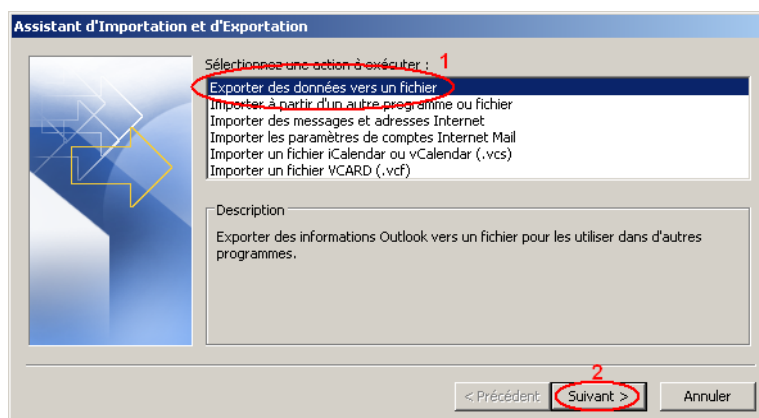 Assistant d'Importation et d'Exportation
Sélectionnez une action à exécuter : 1
Exporter des données vers un fichier
Importer à partir d'un autre programme ou fichier
Importer des messages et adresses Internet
Importer les paramètres de comptes Internet Mail
Importer un fichier iCalendar ou vCalendar (.vcs)
Importer un fichier VCARD (.vcf)
Description
Exporter des informations Outlook vers un fichier pour les utiliser dans d'autres
programmes.
2
< Précédent Suivant > Annuler